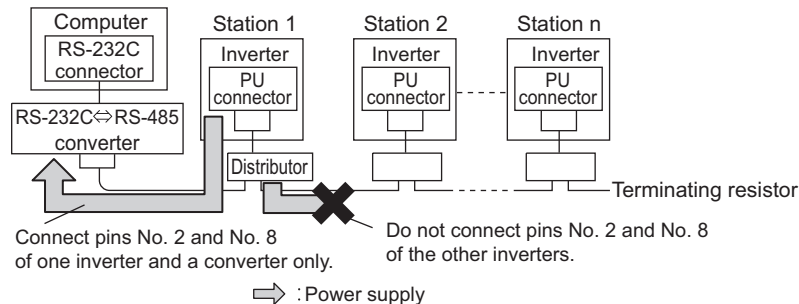 Computer
RS-232C
connector
RS-232C⇔RS-485
converter
Station 1
Inverter
PU
connector
Distributor
Station 2
Inverter
PU
connector
Station n
Inverter
PU
connector
Terminating resistor
Connect pins No. 2 and No. 8
of one inverter and a converter only.
Do not connect pins No. 2 and No. 8
of the other inverters.
: Power supply